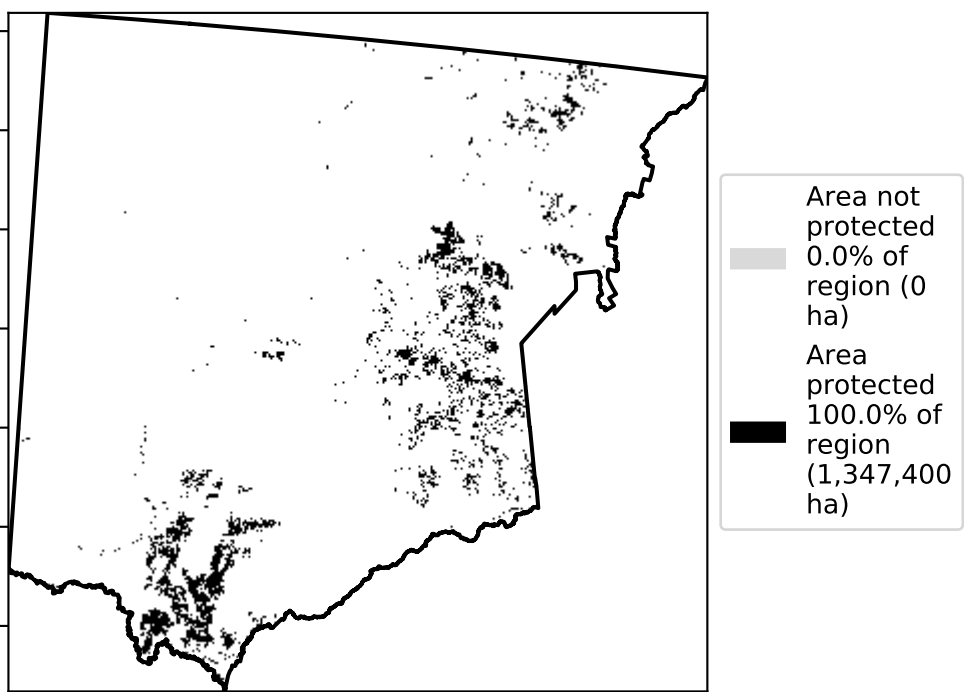 Area not
protected
0.0% of
region (0
ha)
Area
protected
100.0% of
region
(1,347,400
ha)